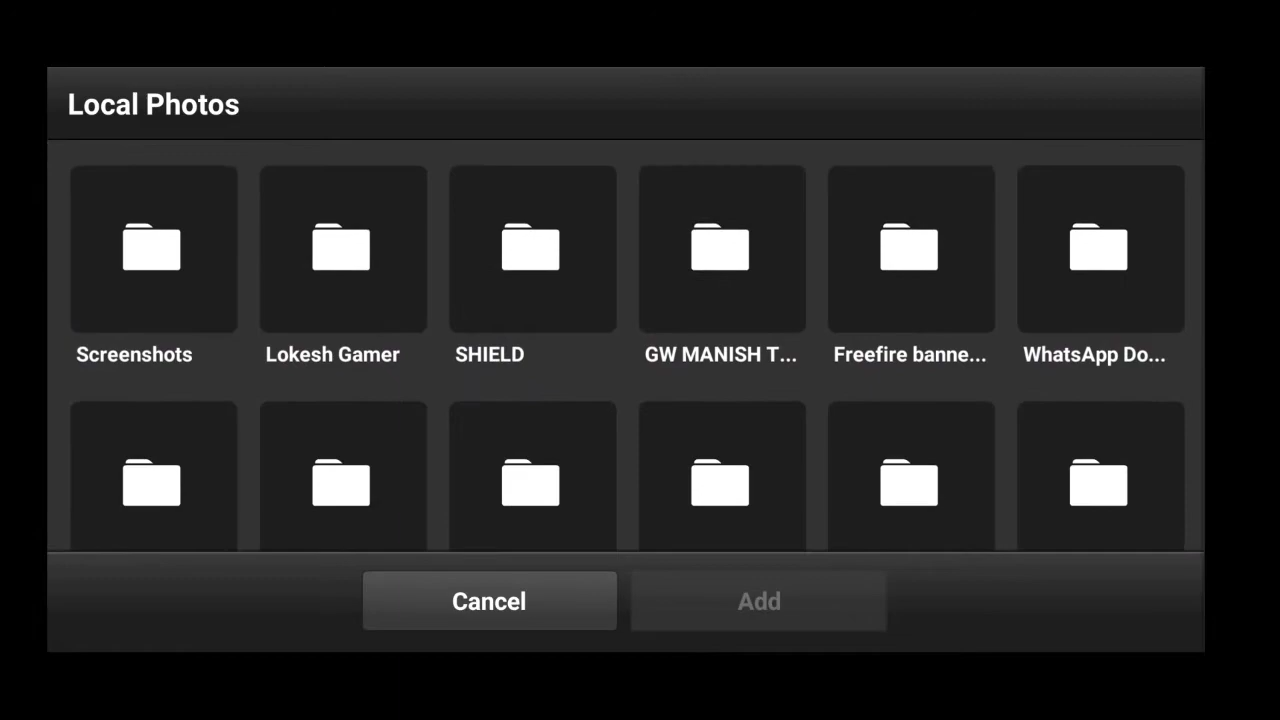 Local Photos
Screenshots
Lokesh Gamer
SHIELD
GW MANISH T...
Freefire banne...
WhatsApp Do...
Cancel
Add